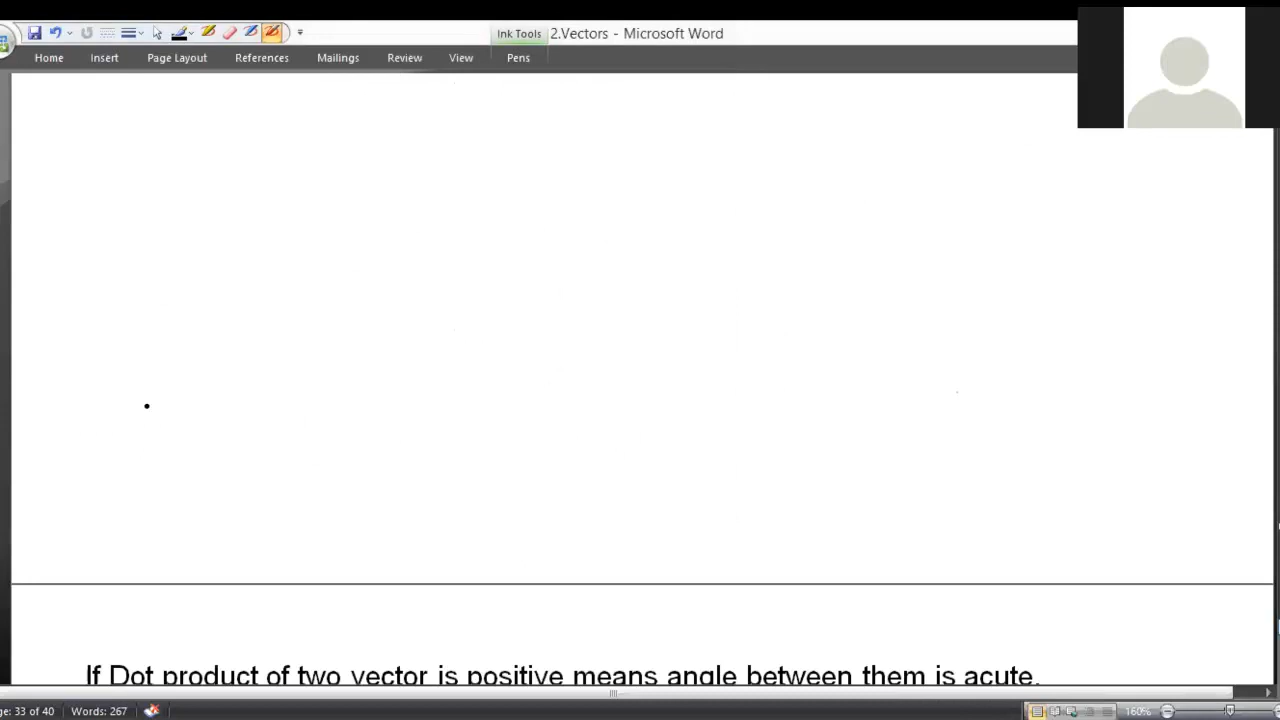 Ink Tools 2.Vectors - Microsoft Word
Home Insert Page Layout References Mailings Review View Pens
If Dot product of two vector is positive means angle between them is acute.
ge: 33 of 40 Words: 267 160%